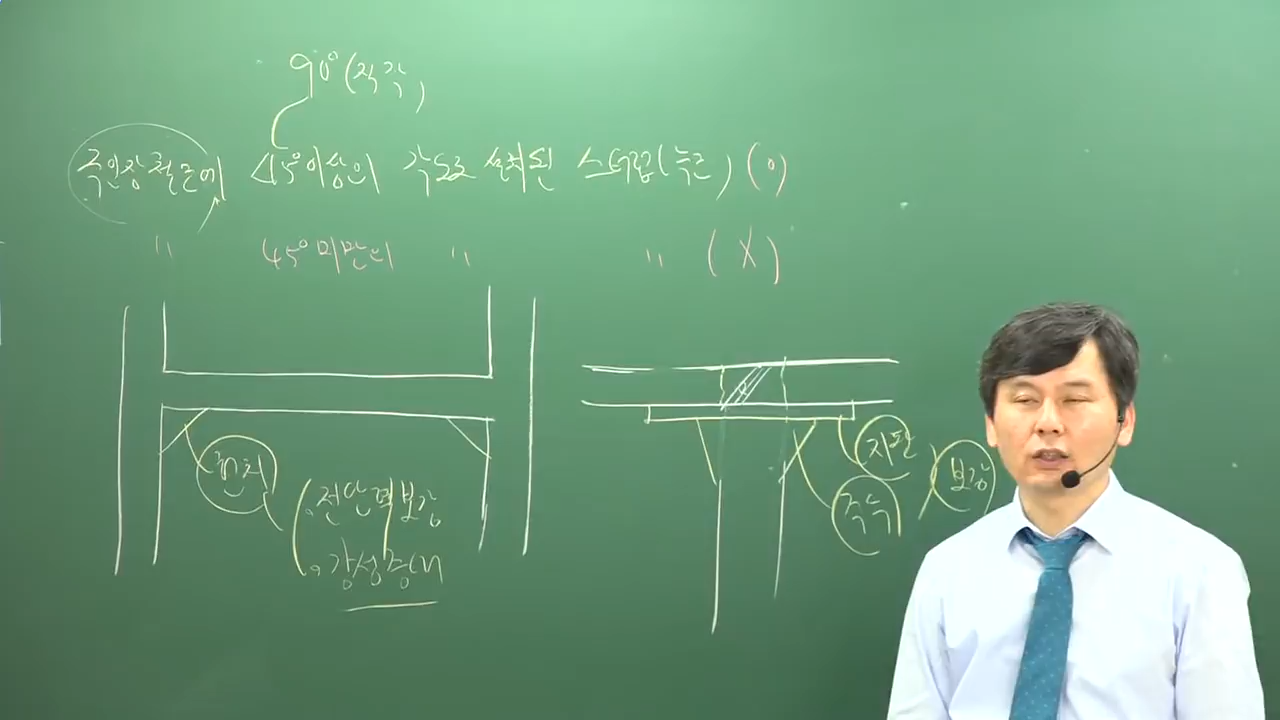 90°(직각)
주인장철근에 45°이상의 각도로 설치된 스터럽(늑근) (o)
" 45°미만의 " " (X)
헌치
.전단력보강
.강성증대
지판
주두
보강